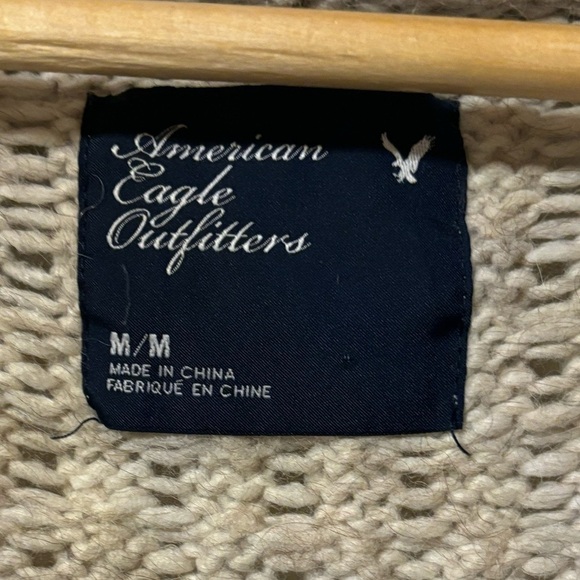 American
Eagle
Outfitters
M/M
MADE IN CHINA
FABRIQUÉ EN CHINE